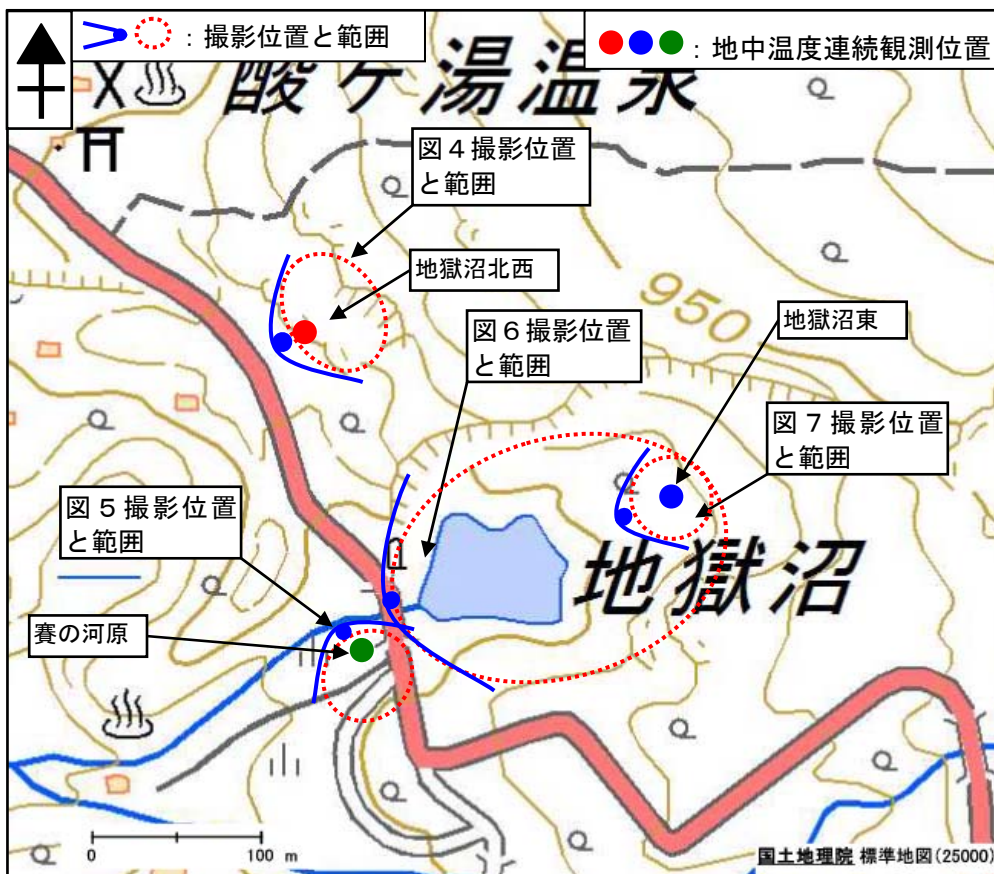 ：撮影位置と範囲
：地中温度連続観測位置
酸ヶ湯温泉
図４撮影位置
と範囲
地獄沼北西
950
図６撮影位置
と範囲
地獄沼東
図７撮影位置
と範囲
図５撮影位置
と範囲
地獄沼
賽の河原
0 100 m
国土地理院 標準地図(25000)